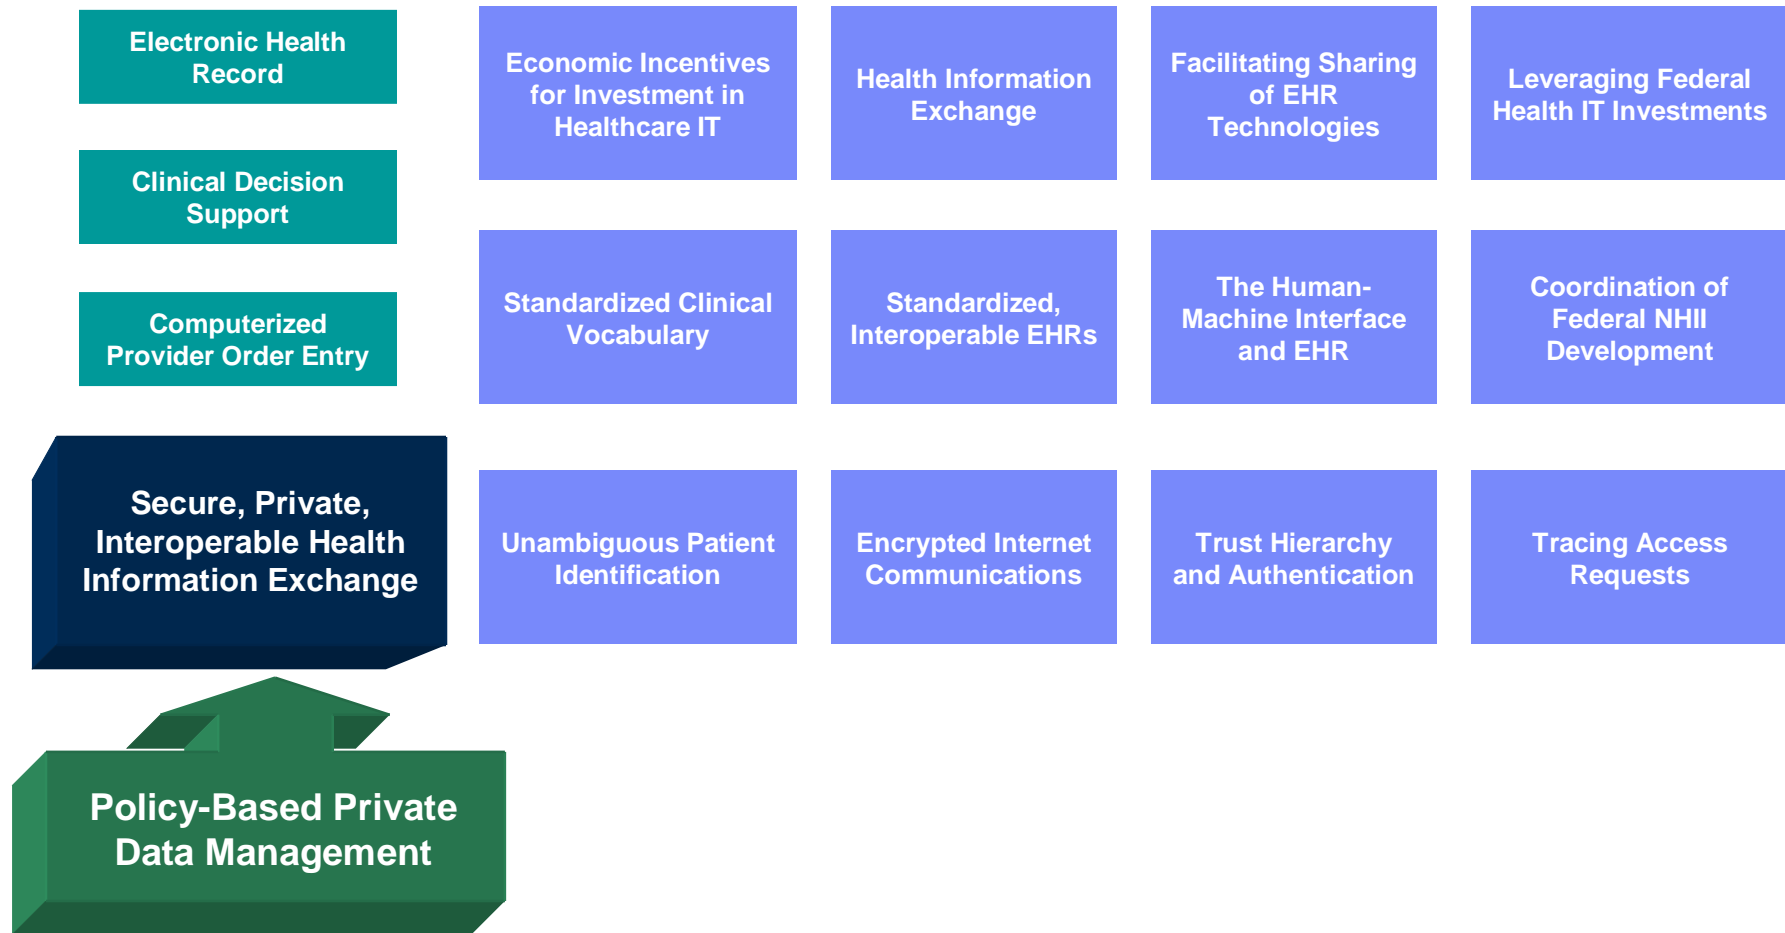 Electronic Health
Record
Clinical Decision
Support
Computerized
Provider Order Entry
Secure, Private,
Interoperable Health
Information Exchange
Policy-Based Private
Data Management
Economic Incentives
for Investment in
Healthcare IT
Health Information
Exchange
Facilitating Sharing
of EHR
Technologies
Leveraging Federal
Health IT Investments
Standardized Clinical
Vocabulary
Standardized,
Interoperable EHRs
The Human-
Machine Interface
and EHR
Coordination of
Federal NHII
Development
Unambiguous Patient
Identification
Encrypted Internet
Communications
Trust Hierarchy
and Authentication
Tracing Access
Requests